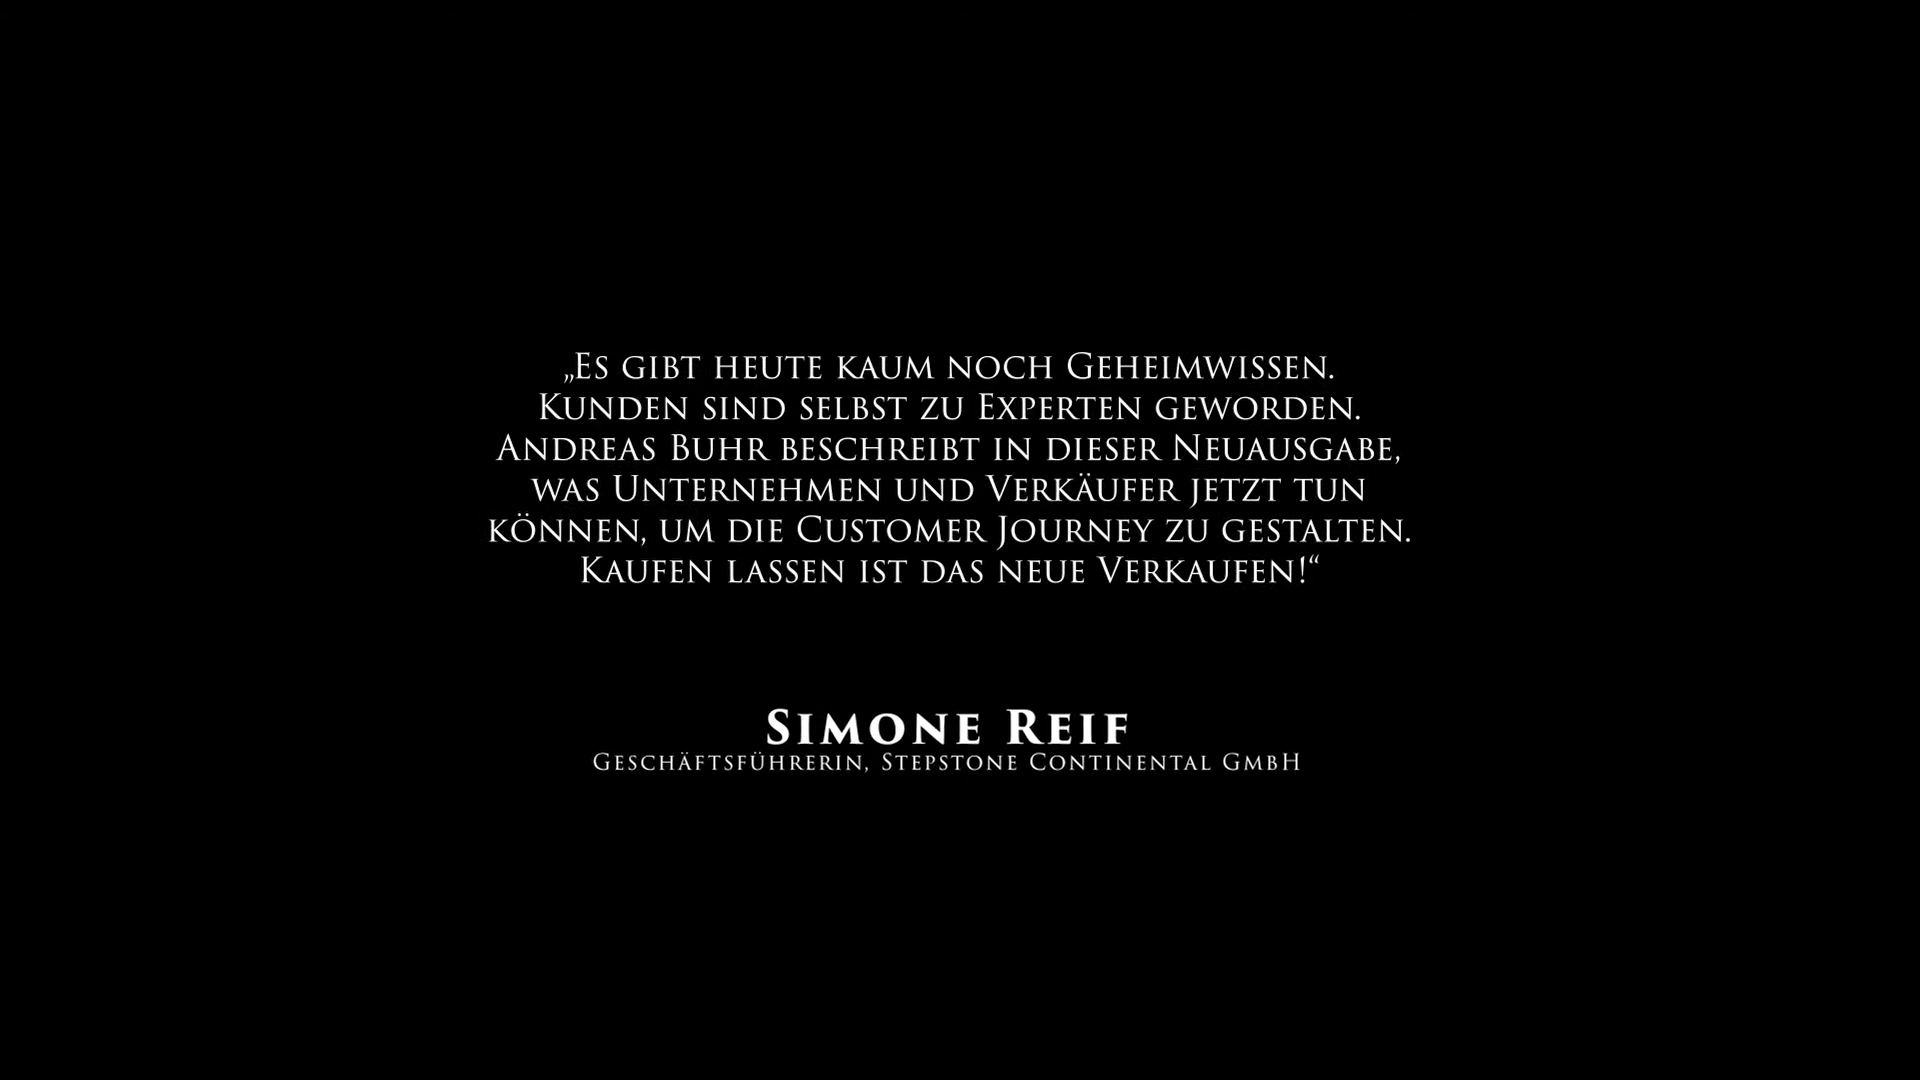 „Es gibt heute kaum noch Geheimwissen.
Kunden sind selbst zu Experten geworden.
Andreas Buhr beschreibt in dieser Neuausgabe,
was Unternehmen und Verkäufer jetzt tun
können, um die Customer Journey zu gestalten.
Kaufen lassen ist das neue Verkaufen!“
Simone Reif
Geschäftsführerin, Stepstone Continental GmbH